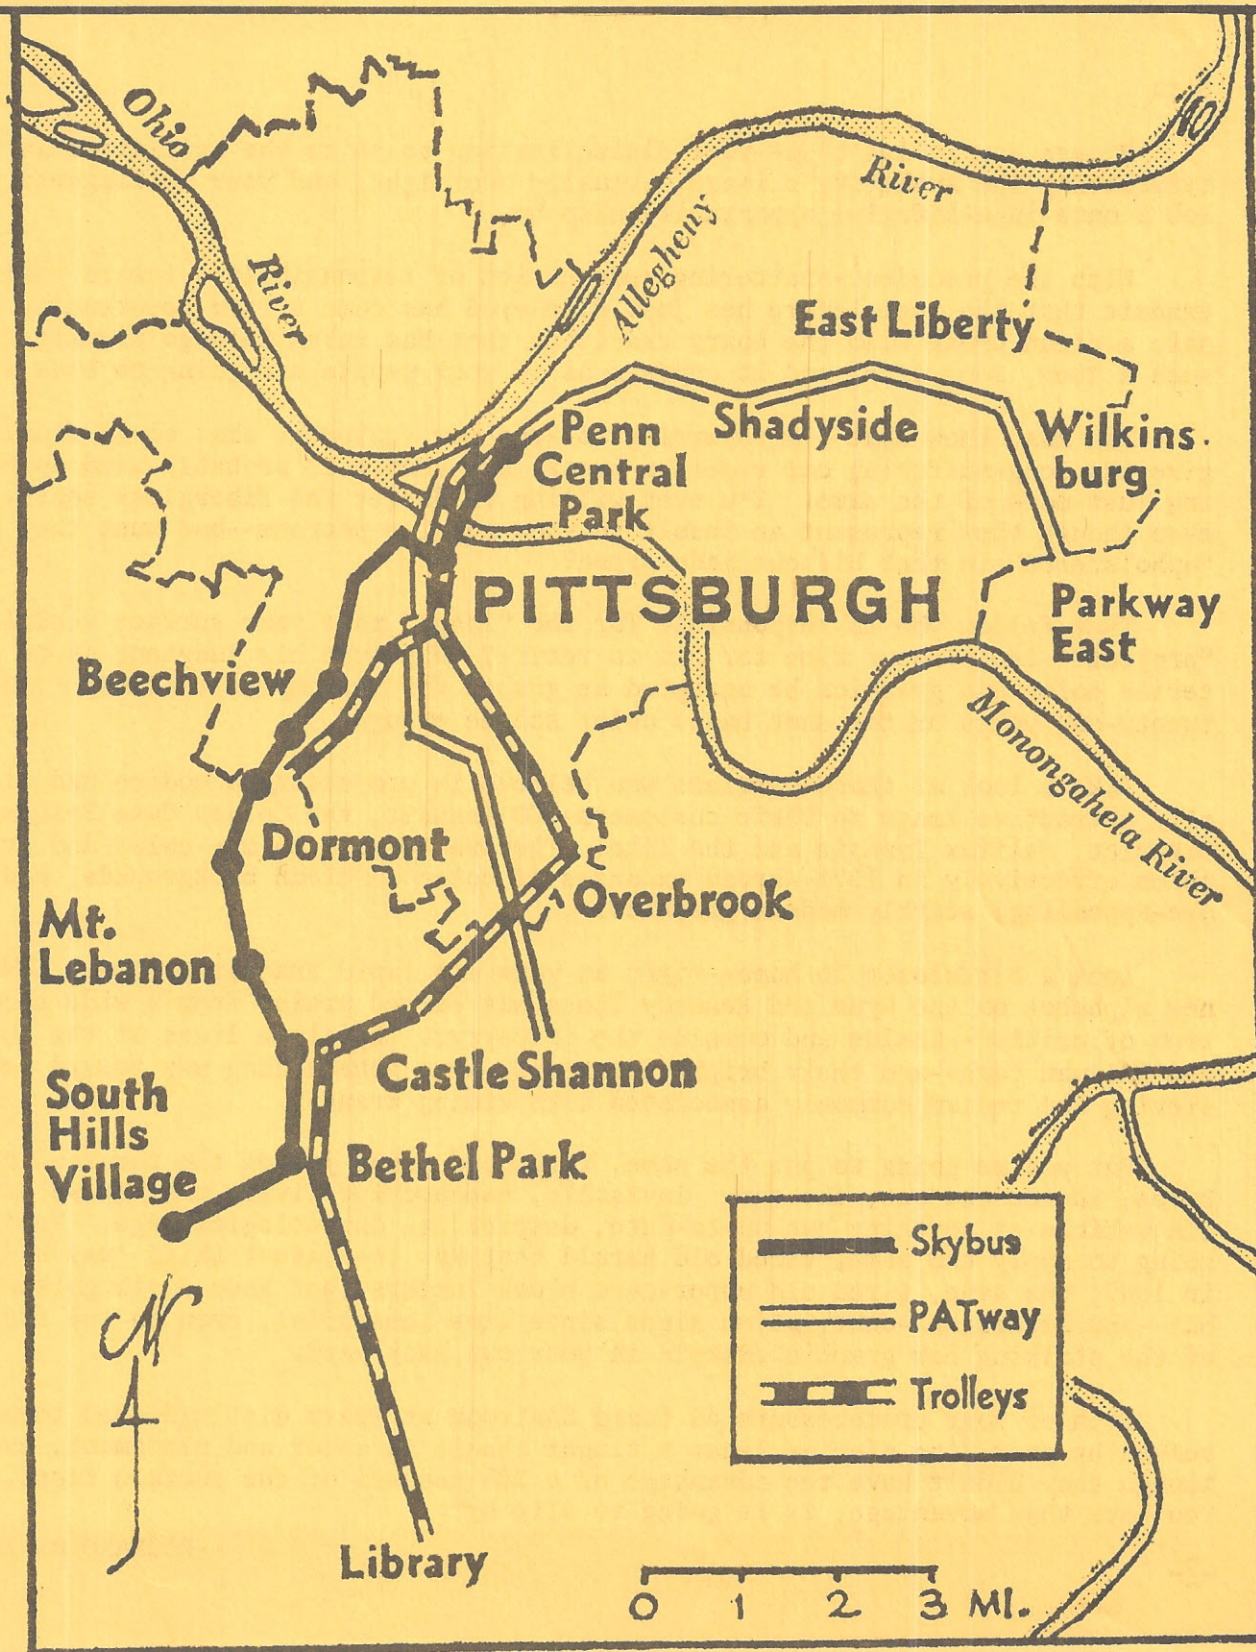 Ohio
River
Allegheny
River
East Liberty
Penn
Central
Park
Shadyside
Wilkins.
burg
PITTSBURGH
Parkway
East
Beechview
Monongahela River
Dormont
Overbrook
Mt.
Lebanon
Castle Shannon
South
Hills
Village
Bethel Park
Skybus
PATway
Trolleys
N
Library
0 1 2 3 MI.